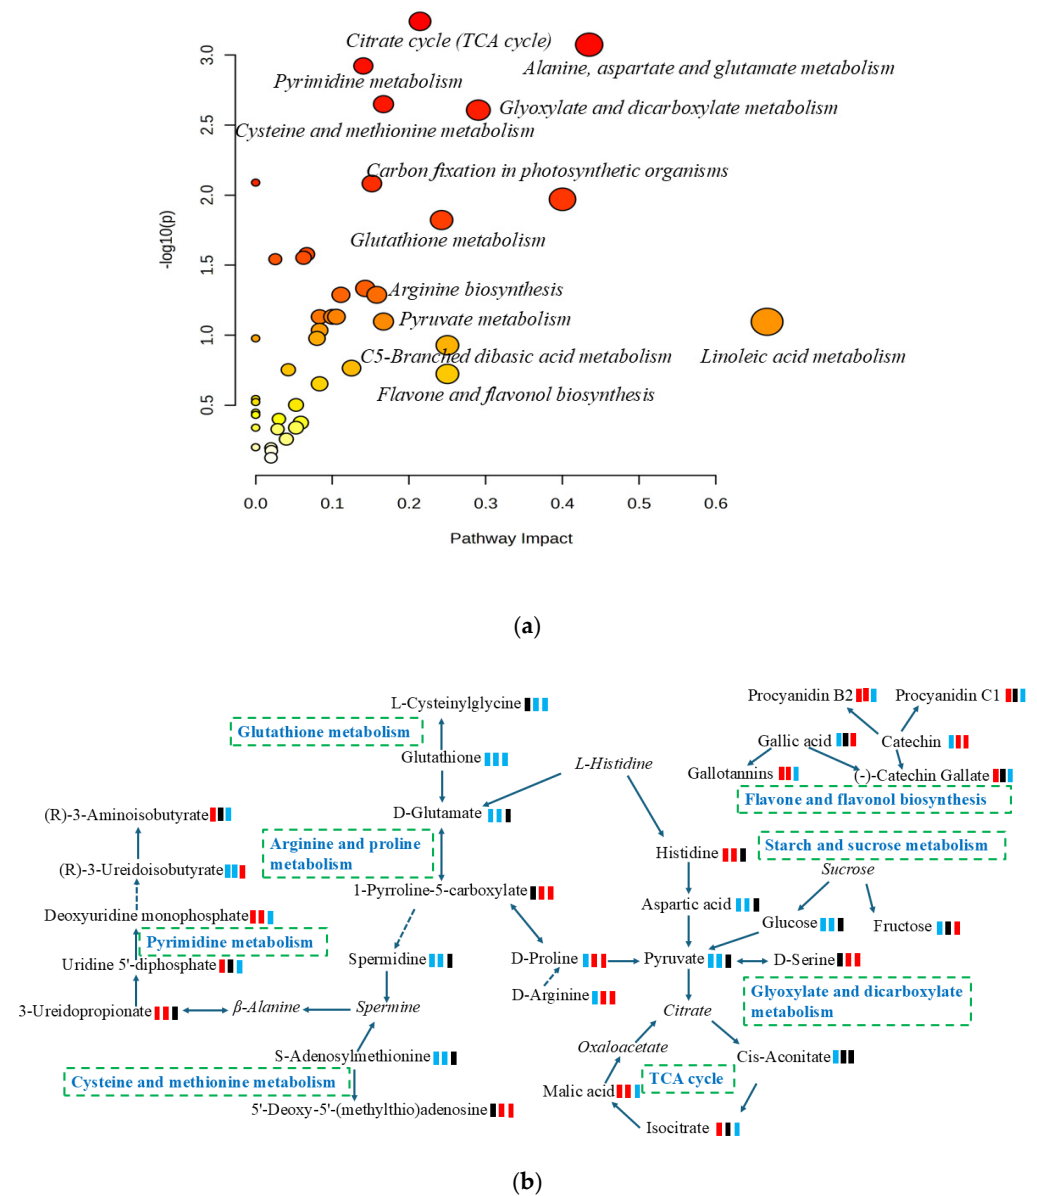 Citrate cycle (TCA cycle)
Alanine, aspartate and glutamate metabolism
Pyrimidine metabolism
Glyoxylate and dicarboxylate metabolism
Cysteine and methionine metabolism
Carbon fixation in photosynthetic organisms
Glutathione metabolism
Arginine biosynthesis
Pyruvate metabolism
C5-Branched dibasic acid metabolism
Linoleic acid metabolism
Flavone and flavonol biosynthesis
3.0
2.5
2.0
1.5
1.0
0.5
-log10(p)
0.0 0.1 0.2 0.3 0.4 0.5 0.6
Pathway Impact
(a)
Procyanidin B2 Procyanidin C1
L-Cysteinylglycine
Glutathione metabolism
Gallic acid Catechin
Glutathione
L-Histidine
Gallotannins (-)-Catechin Gallate
Flavone and flavonol biosynthesis
(R)-3-Aminoisobutyrate
D-Glutamate
Arginine and proline
metabolism
Starch and sucrose metabolism
Histidine
(R)-3-Ureidoisobutyrate
Sucrose
1-Pyrroline-5-carboxylate
Aspartic acid
Deoxyuridine monophosphate
Glucose
Fructose
Pyrimidine metabolism
Uridine 5'-diphosphate
Spermidine
D-Proline
Pyruvate
D-Serine
D-Arginine
Glyoxylate and dicarboxylate
metabolism
3-Ureidopropionate
β-Alanine
Spermine
Citrate
Oxaloacetate
S-Adenosylmethionine
Cis-Aconitate
Cysteine and methionine metabolism
TCA cycle
Malic acid
5'-Deoxy-5'-(methylthio)adenosine
Isocitrate
(b)